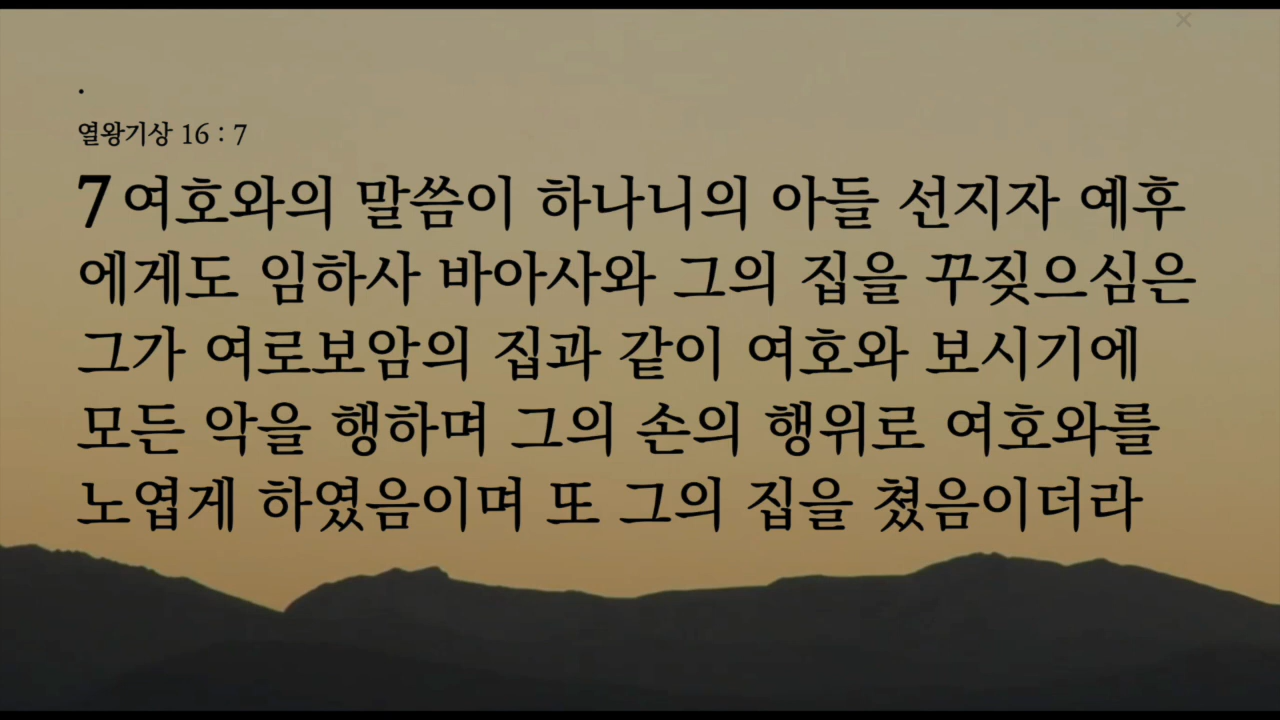 .
열왕기상 16 : 7
7 여호와의 말씀이 하나니의 아들 선지자 예후
에게도 임하사 바아사와 그의 집을 꾸짖으심은
그가 여로보암의 집과 같이 여호와 보시기에
모든 악을 행하며 그의 손의 행위로 여호와를
노엽게 하였음이며 또 그의 집을 쳤음이더라